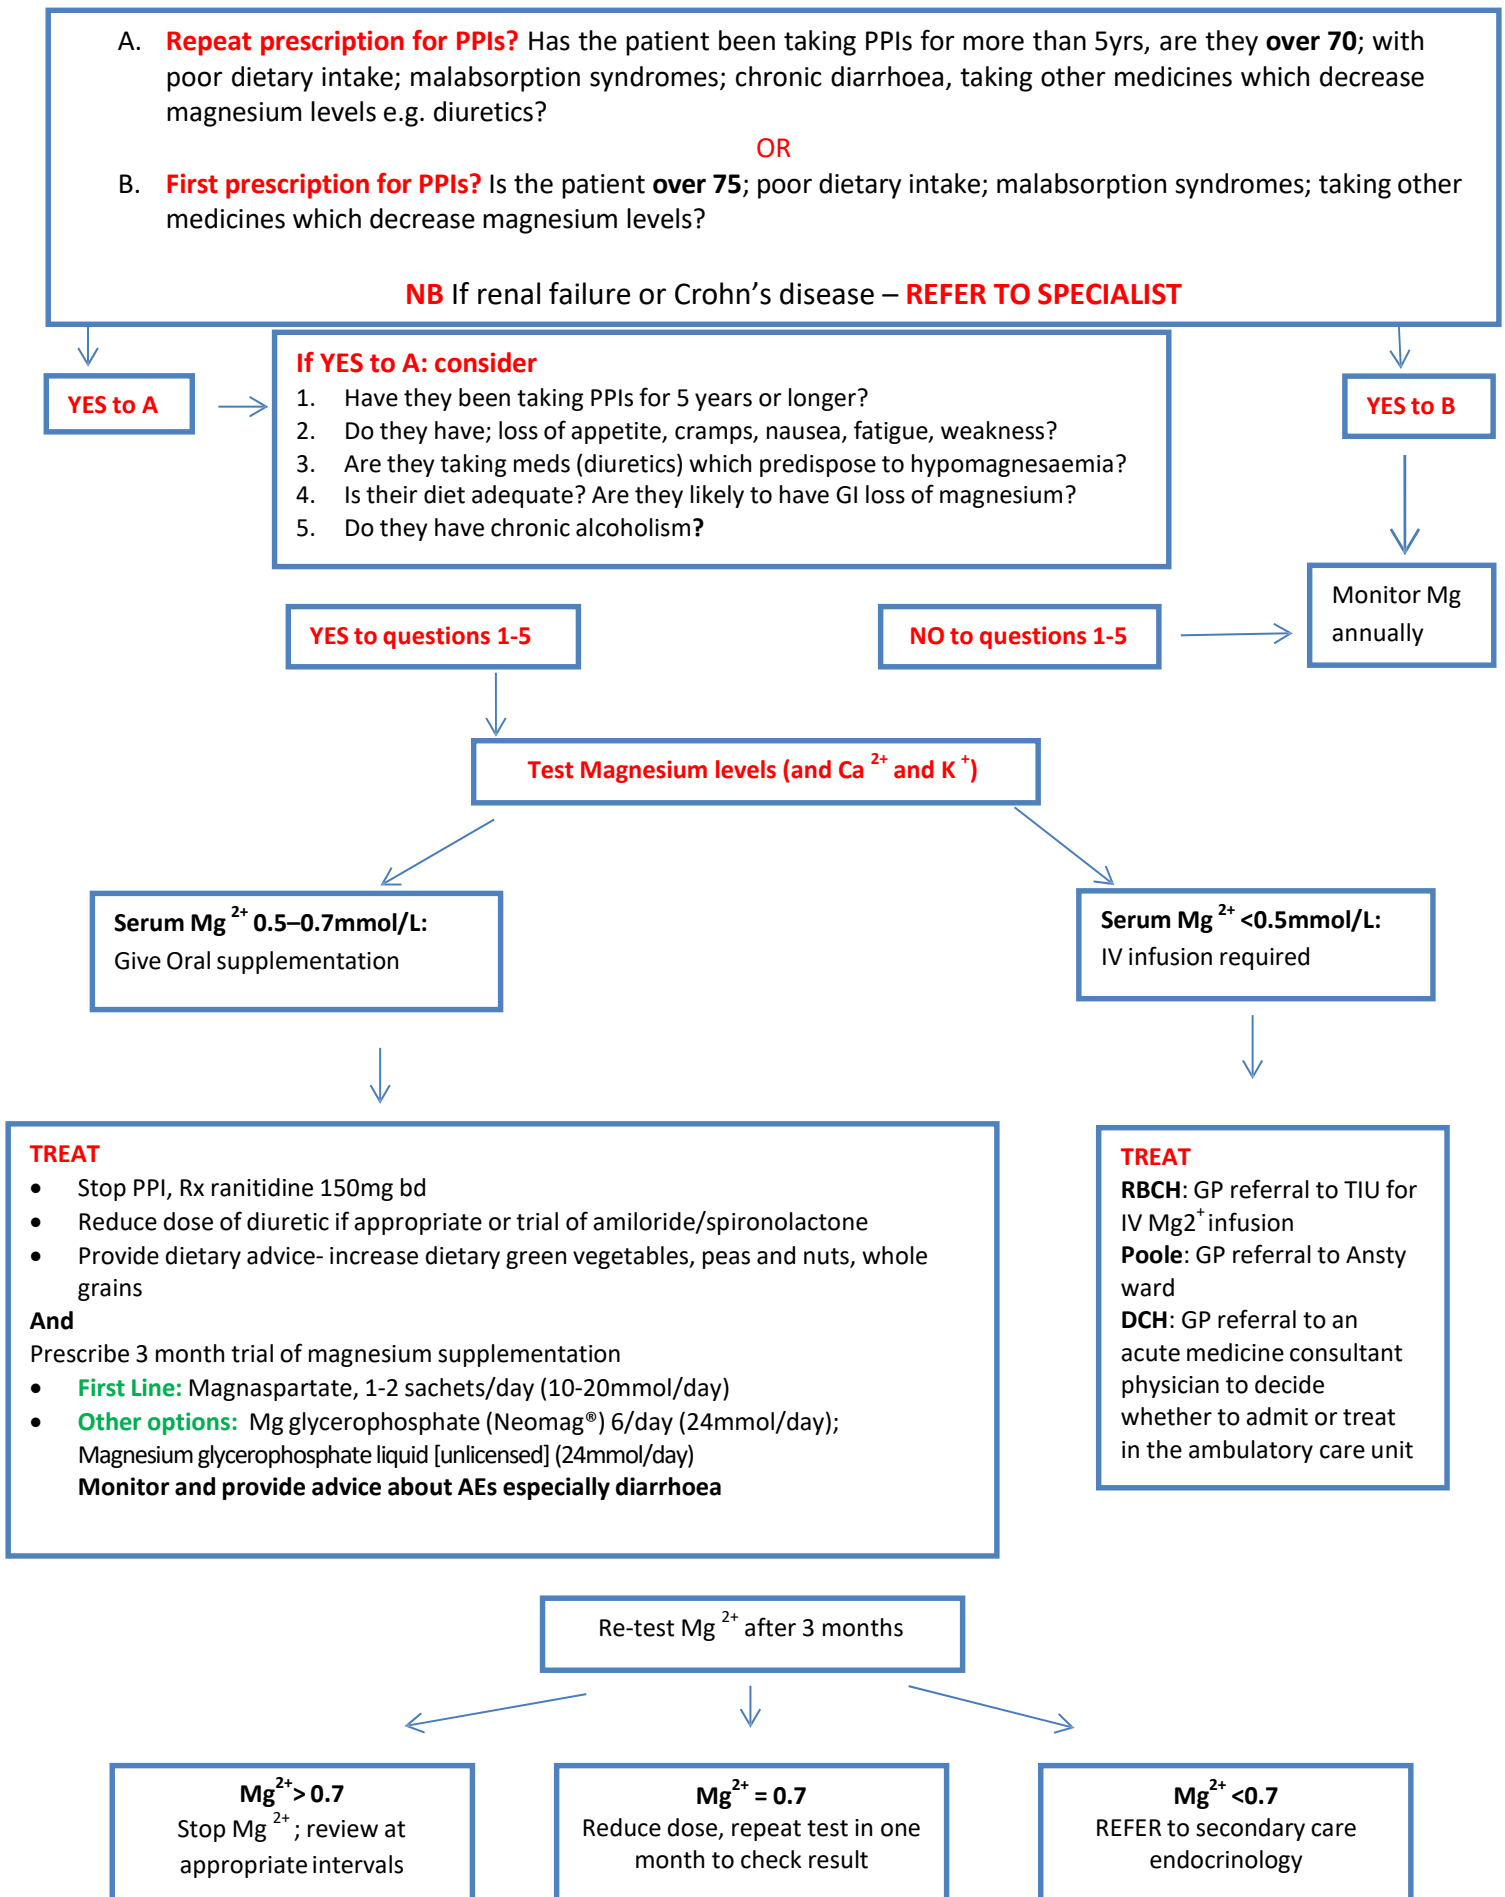 A. Repeat prescription for PPIs? Has the patient been taking PPIs for more than 5yrs, are they over 70; with
poor dietary intake; malabsorption syndromes; chronic diarrhoea, taking other medicines which decrease
magnesium levels e.g. diuretics?
OR
B. First prescription for PPIs? Is the patient over 75; poor dietary intake; malabsorption syndromes; taking other
medicines which decrease magnesium levels?
NB If renal failure or Crohn’s disease – REFER TO SPECIALIST
YES to A
If YES to A: consider
1. Have they been taking PPIs for 5 years or longer?
2. Do they have; loss of appetite, cramps, nausea, fatigue, weakness?
3. Are they taking meds (diuretics) which predispose to hypomagnesaemia?
4. Is their diet adequate? Are they likely to have GI loss of magnesium?
5. Do they have chronic alcoholism?
YES to B
Monitor Mg
annually
YES to questions 1-5
NO to questions 1-5
Test Magnesium levels (and Ca 2+ and K +)
Serum Mg 2+ 0.5–0.7mmol/L:
Give Oral supplementation
Serum Mg 2+ <0.5mmol/L:
IV infusion required
TREAT
• Stop PPI, Rx ranitidine 150mg bd
• Reduce dose of diuretic if appropriate or trial of amiloride/spironolactone
• Provide dietary advice- increase dietary green vegetables, peas and nuts, whole
grains
And
Prescribe 3 month trial of magnesium supplementation
• First Line: Magnaspartate, 1-2 sachets/day (10-20mmol/day)
• Other options: Mg glycerophosphate (Neomag®) 6/day (24mmol/day);
Magnesium glycerophosphate liquid [unlicensed] (24mmol/day)
Monitor and provide advice about AEs especially diarrhoea
TREAT
RBCH: GP referral to TIU for
IV Mg2+ infusion
Poole: GP referral to Ansty
ward
DCH: GP referral to an
acute medicine consultant
physician to decide
whether to admit or treat
in the ambulatory care unit
Re-test Mg 2+ after 3 months
Mg2+> 0.7
Stop Mg 2+ ; review at
appropriate intervals
Mg2+ = 0.7
Reduce dose, repeat test in one
month to check result
Mg2+ <0.7
REFER to secondary care
endocrinology